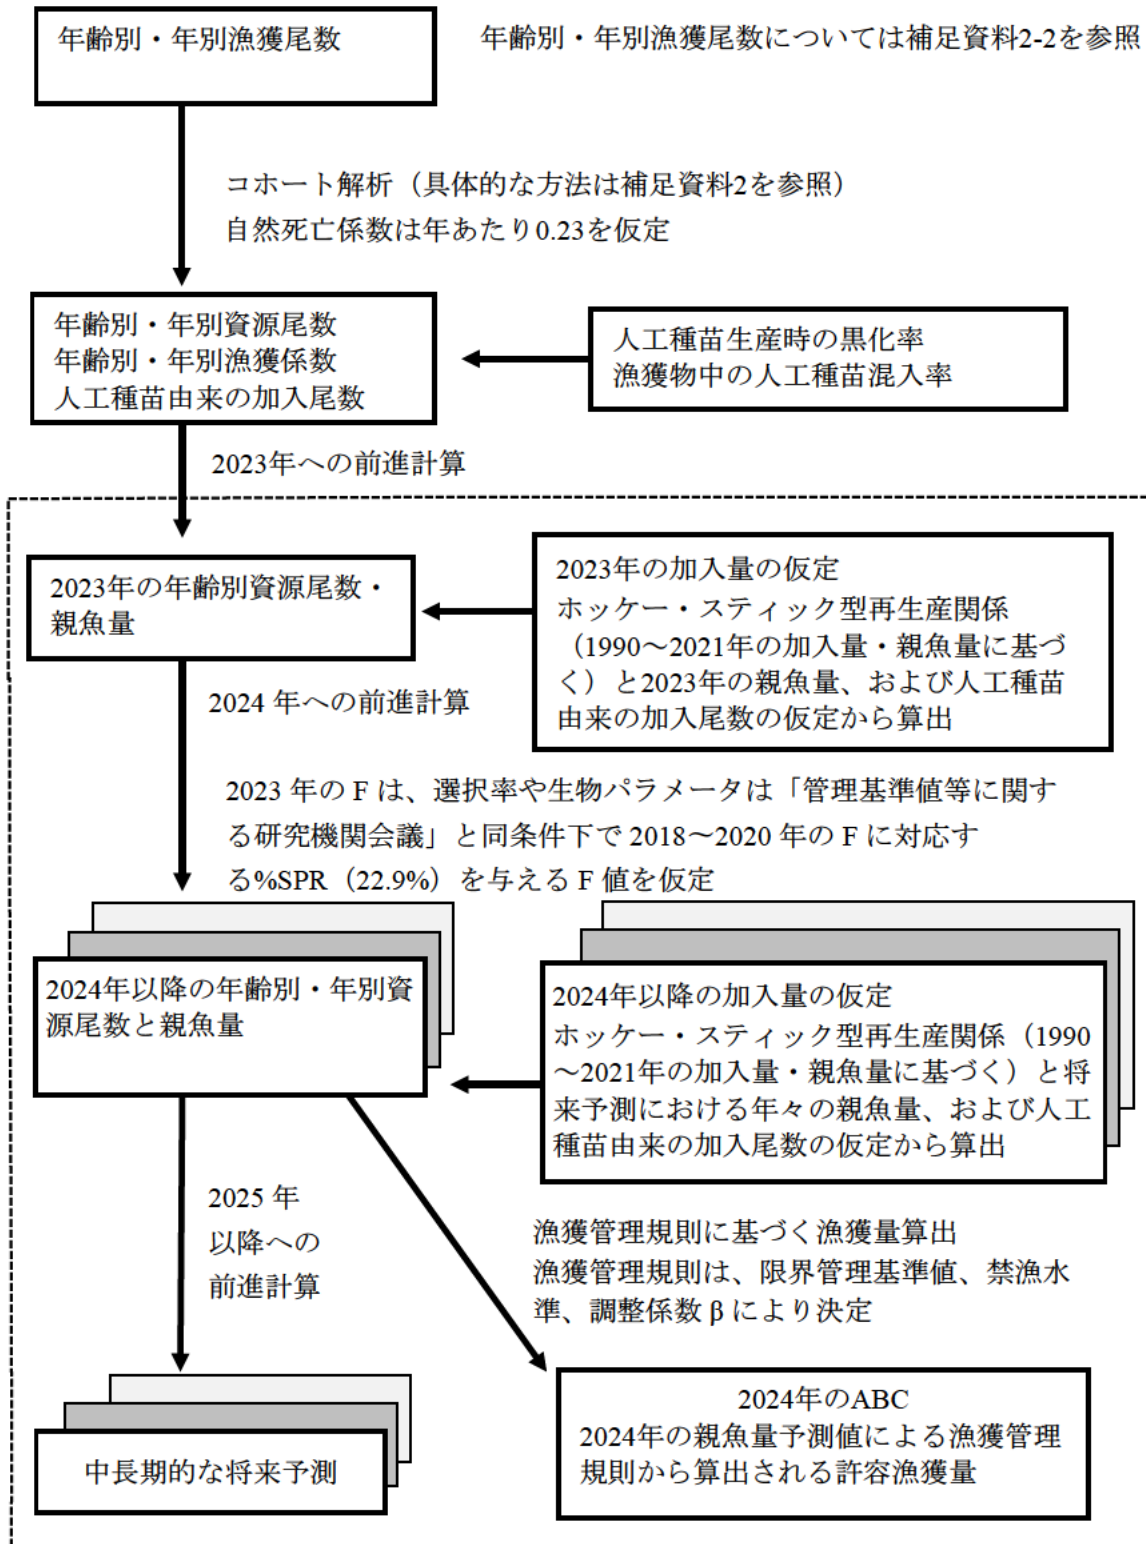 年齢別・年別漁獲尾数
年齢別・年別漁獲尾数については補足資料2-2を参照
コホート解析（具体的な方法は補足資料2を参照）
自然死亡係数は年あたり0.23を仮定
年齢別・年別資源尾数
年齢別・年別漁獲係数
人工種苗由来の加入尾数
人工種苗生産時の黒化率
漁獲物中の人工種苗混入率
2023年への前進計算
2023年の年齢別資源尾数・
親魚量
2023年の加入量の仮定
ホッケー・スティック型再生産関係
（1990～2021年の加入量・親魚量に基づ
く）と2023年の親魚量、および人工種苗
由来の加入尾数の仮定から算出
2024 年への前進計算
2023 年の F は、選択率や生物パラメータは「管理基準値等に関す
る研究機関会議」と同条件下で 2018～2020 年の F に対応す
る%SPR（22.9%）を与える F 値を仮定
2024年以降の年齢別・年別資
源尾数と親魚量
2024年以降の加入量の仮定
ホッケー・スティック型再生産関係（1990
～2021年の加入量・親魚量に基づく）と将
来予測における年々の親魚量、および人工
種苗由来の加入尾数の仮定から算出
2025 年
以降への
前進計算
漁獲管理規則に基づく漁獲量算出
漁獲管理規則は、限界管理基準値、禁漁水
準、調整係数 β により決定
中長期的な将来予測
2024年のABC
2024年の親魚量予測値による漁獲管理
規則から算出される許容漁獲量